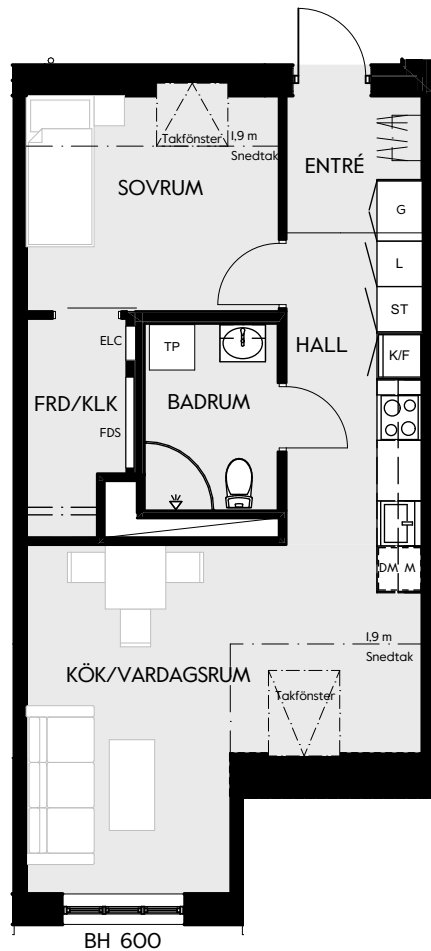 Takfönster
1.9 m
Snedtak
SOVRUM
ENTRÉ
G
L
ST
ELC
TP
HALL
K/F
FRD/KLK
BADRUM
FDS
DM M
1.9 m
Snedtak
KÖK/VARDAGSRUM
Takfönster
BH 600